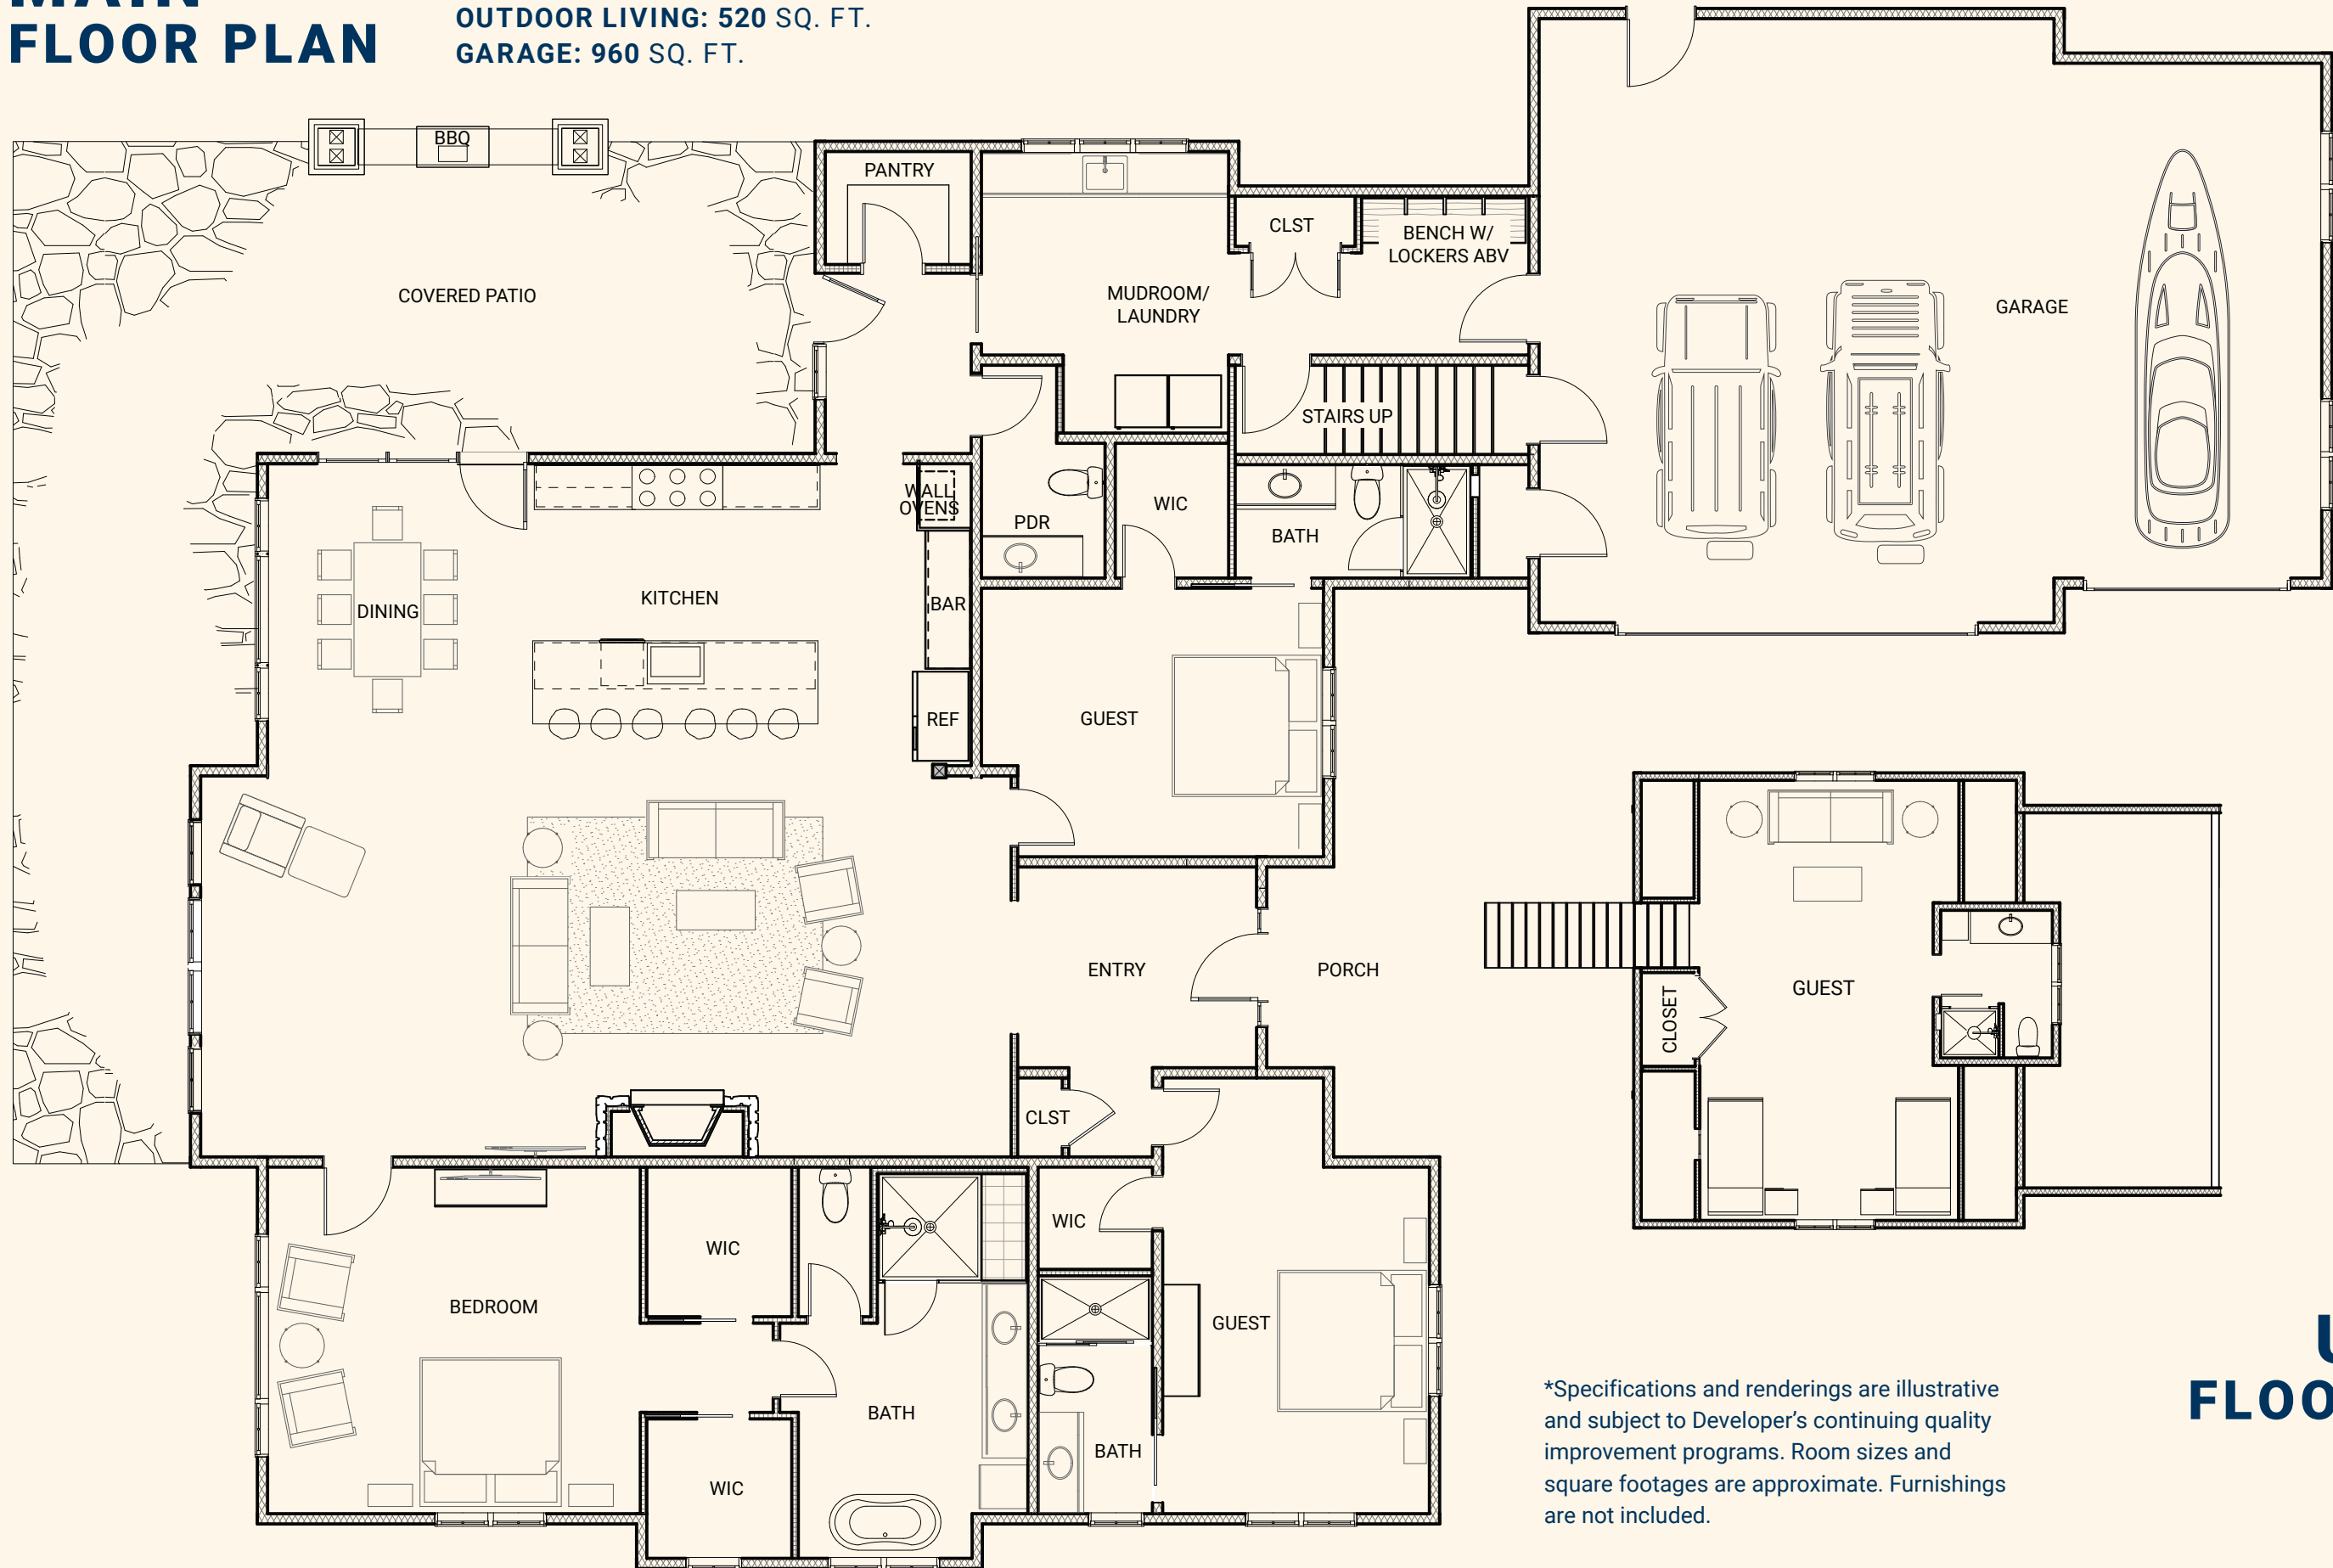 MAIN
FLOOR PLAN
OUTDOOR LIVING: 520 SQ. FT.
GARAGE: 960 SQ. FT.
BBQ
PANTRY
CLST
BENCH W/
LOCKERS ABV
COVERED PATIO
MUDROOM/
LAUNDRY
GARAGE
STAIRS UP
WALL
OVENS
WIC
PDR
BATH
DINING
KITCHEN
BAR
REF
GUEST
ENTRY
PORCH
GUEST
CLOSET
CLST
WIC
WIC
BEDROOM
GUEST
BATH
BATH
WIC
FLOO
*Specifications and renderings are illustrative
and subject to Developer’s continuing quality
improvement programs. Room sizes and
square footages are approximate. Furnishings
are not included.